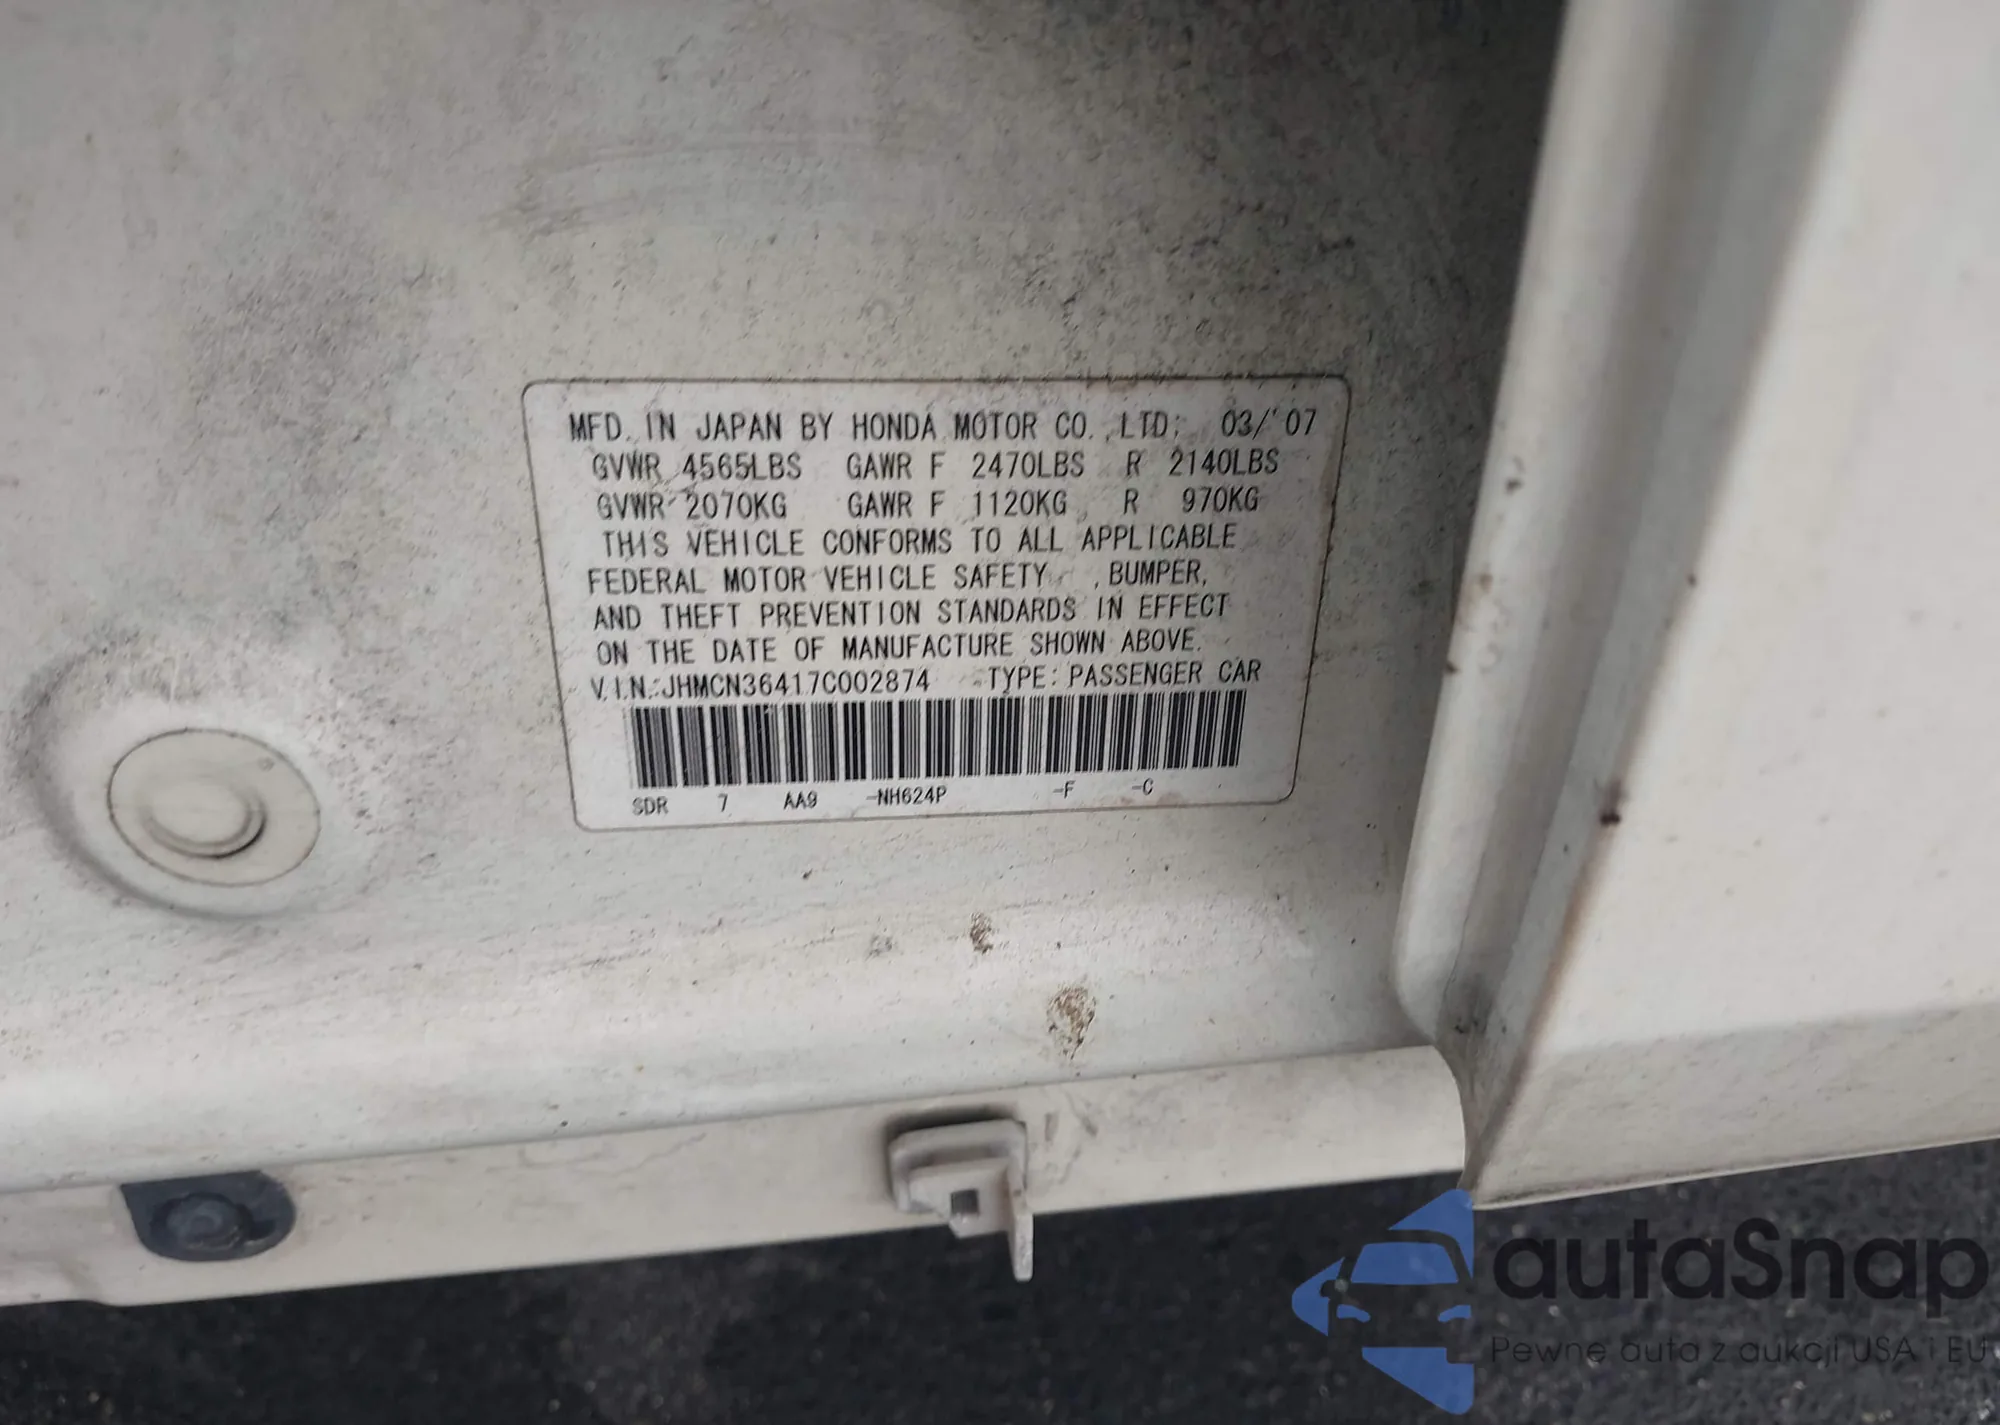 MFD. IN JAPAN BY HONDA MOTOR CO., LTD; 03/'07
GVWR 4565LBS GAWR F 2470LBS R 2140LBS
GVWR 2070KG GAWR F 1120KG R 970KG
THIS VEHICLE CONFORMS TO ALL APPLICABLE
FEDERAL MOTOR VEHICLE SAFETY , BUMPER,
AND THEFT PREVENTION STANDARDS IN EFFECT
ON THE DATE OF MANUFACTURE SHOWN ABOVE.
V.I.N.:JHMCN36417C002874 TYPE: PASSENGER CAR
SDR 7 AA9 -NH624P -F -C
autaSnap
Pewne auta z aukcji USA i EU